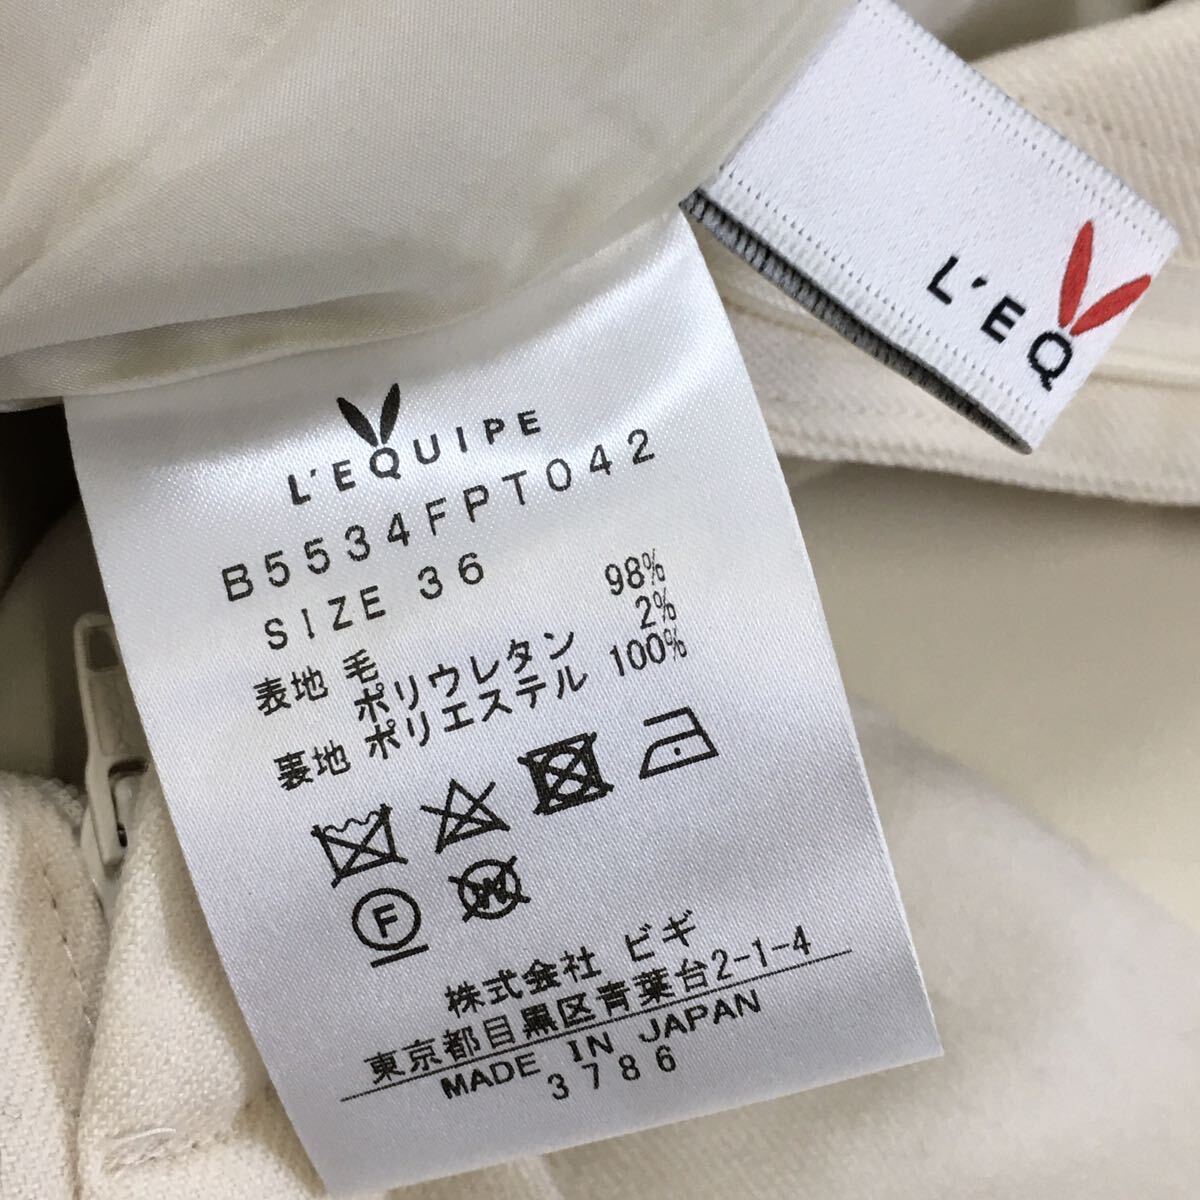 L'EQ
L'EQUIPE
B5534FPT042
SIZE 36
表地 毛 98%
ポリウレタン 2%
裏地 ポリエステル 100%
F
W
株式会社 ビギ
東京都目黒区青葉台2-1-4
MADE IN JAPAN
3786